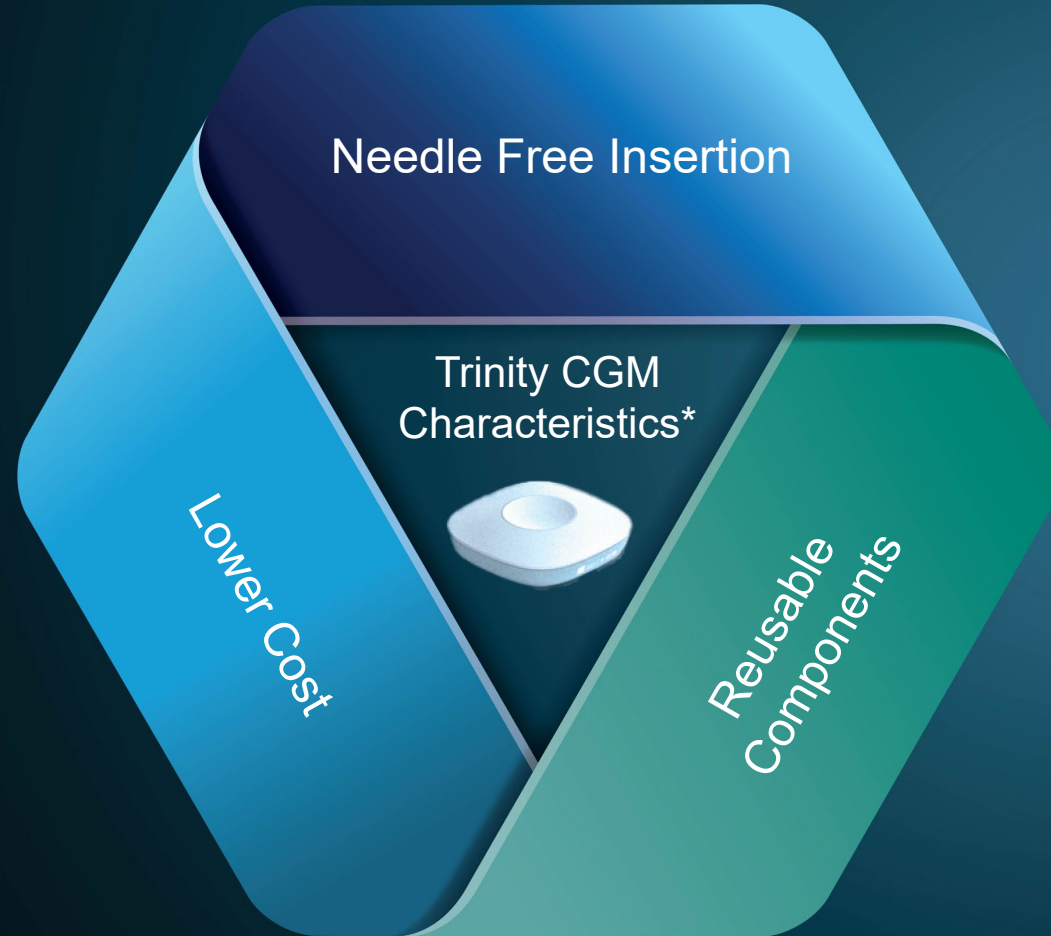 Needle Free Insertion
Trinity CGM
Characteristics*
Lower Cost
Reusable
Components